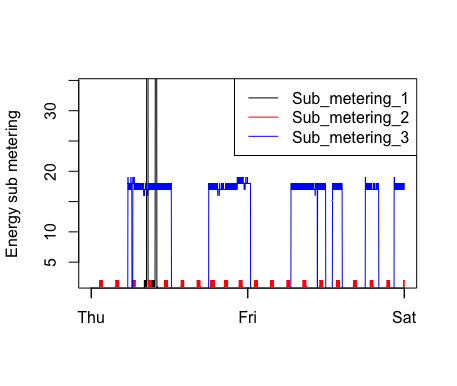 Energy sub metering
30
20
10
5
Sub_metering_1
Sub_metering_2
Sub_metering_3
Thu Fri Sat